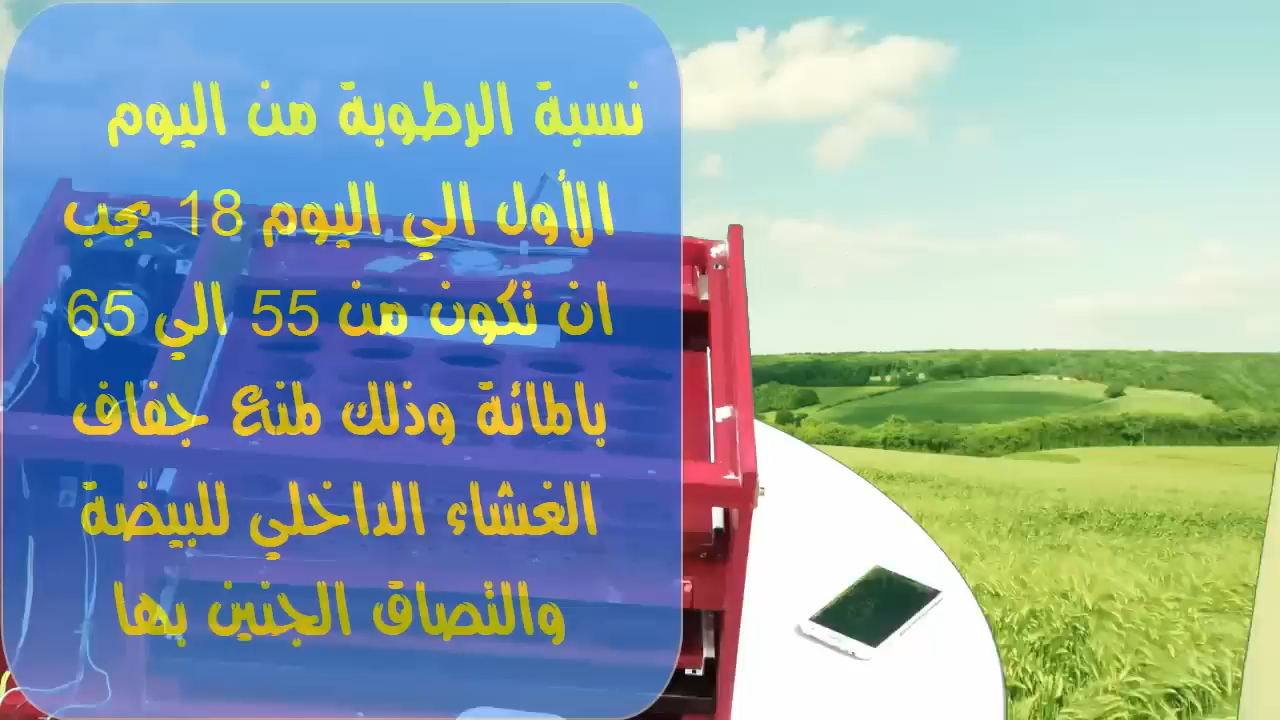 نسبة الرطوبة من اليوم
الأول الي اليوم 18 يجب
ان تكون من 55 الي 65
بالمائة وذلك لمنع جفاف
الغشاء الداخلي للبيضة
والتصاق الجنين بها